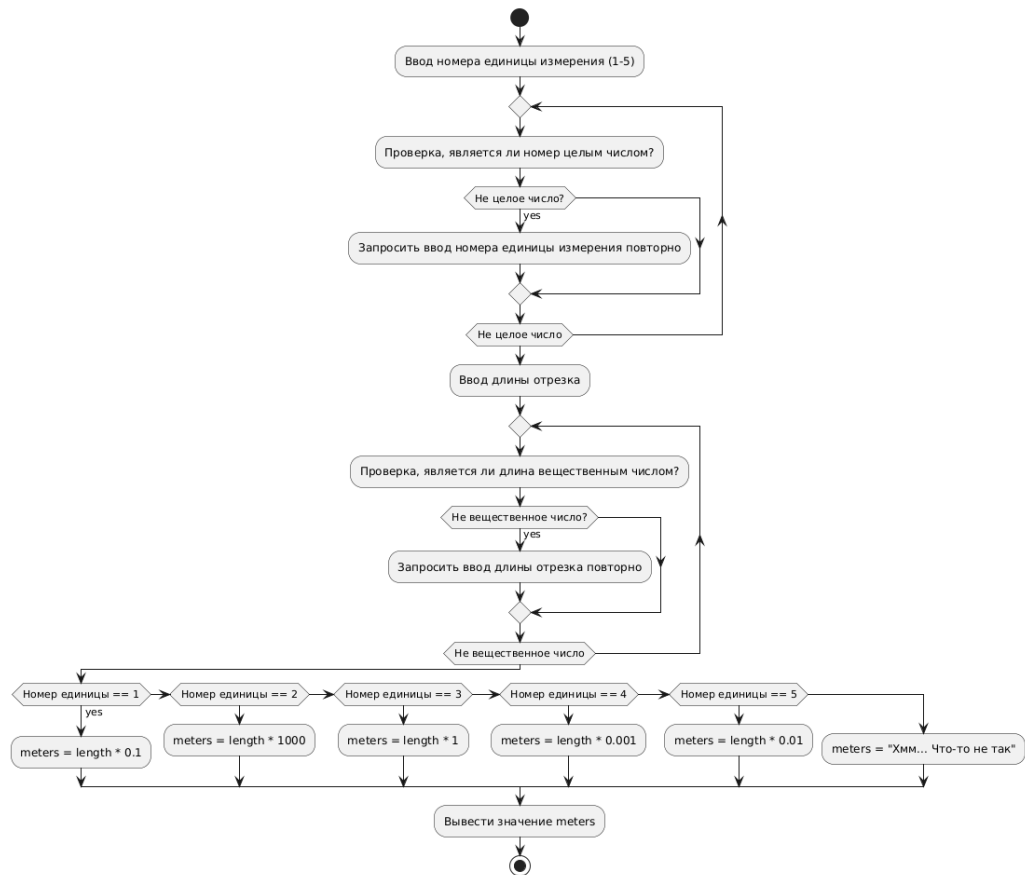 Ввод номера единицы измерения (1-5)
Проверка, является ли номер целым числом?
Не целое число?
yes
Запросить ввод номера единицы измерения повторно
Не целое число
Ввод длины отрезка
Проверка, является ли длина вещественным числом?
Не вещественное число?
yes
Запросить ввод длины отрезка повторно
Не вещественное число
Номер единицы == 1
Номер единицы == 2
Номер единицы == 3
Номер единицы == 4
Номер единицы == 5
yes
meters = length * 0.1
meters = length * 1000
meters = length * 1
meters = length * 0.001
meters = length * 0.01
meters = "Хмм... Что-то не так"
Вывести значение meters